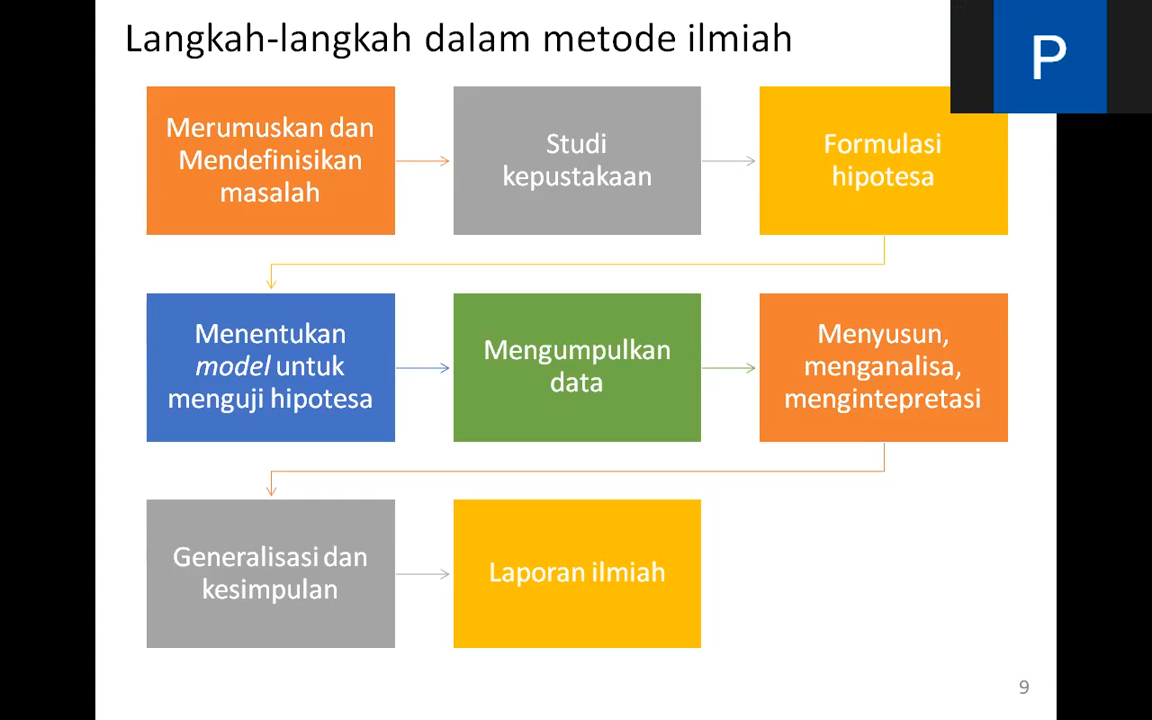 Langkah-langkah dalam metode ilmiah
P
Merumuskan dan
Mendefinisikan
masalah
Studi
kepustakaan
Formulasi
hipotesa
Menentukan
model untuk
menguji hipotesa
Mengumpulkan
data
Menyusun,
menganalisa,
mengintepretasi
Generalisasi dan
kesimpulan
Laporan ilmiah
9